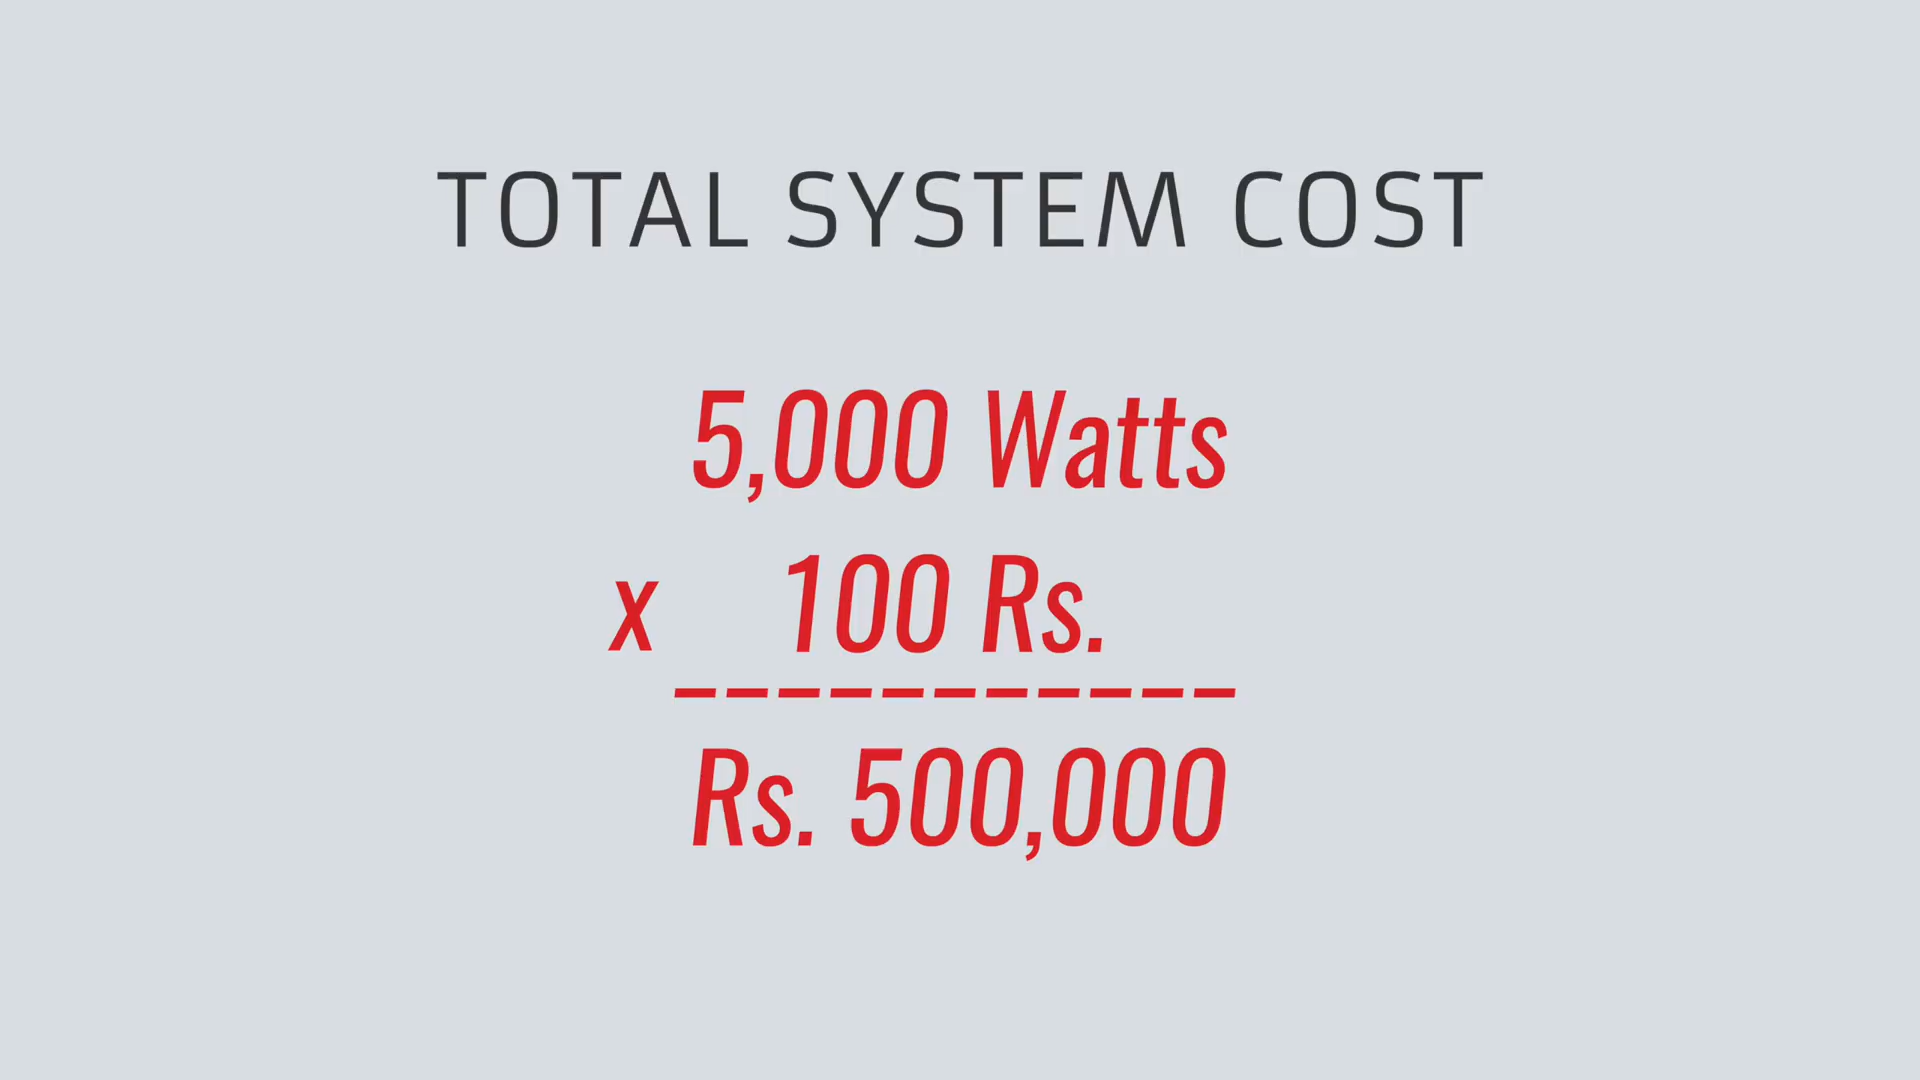 TOTAL SYSTEM COST
5,000 Watts
x 100 Rs.
-----------
Rs. 500,000